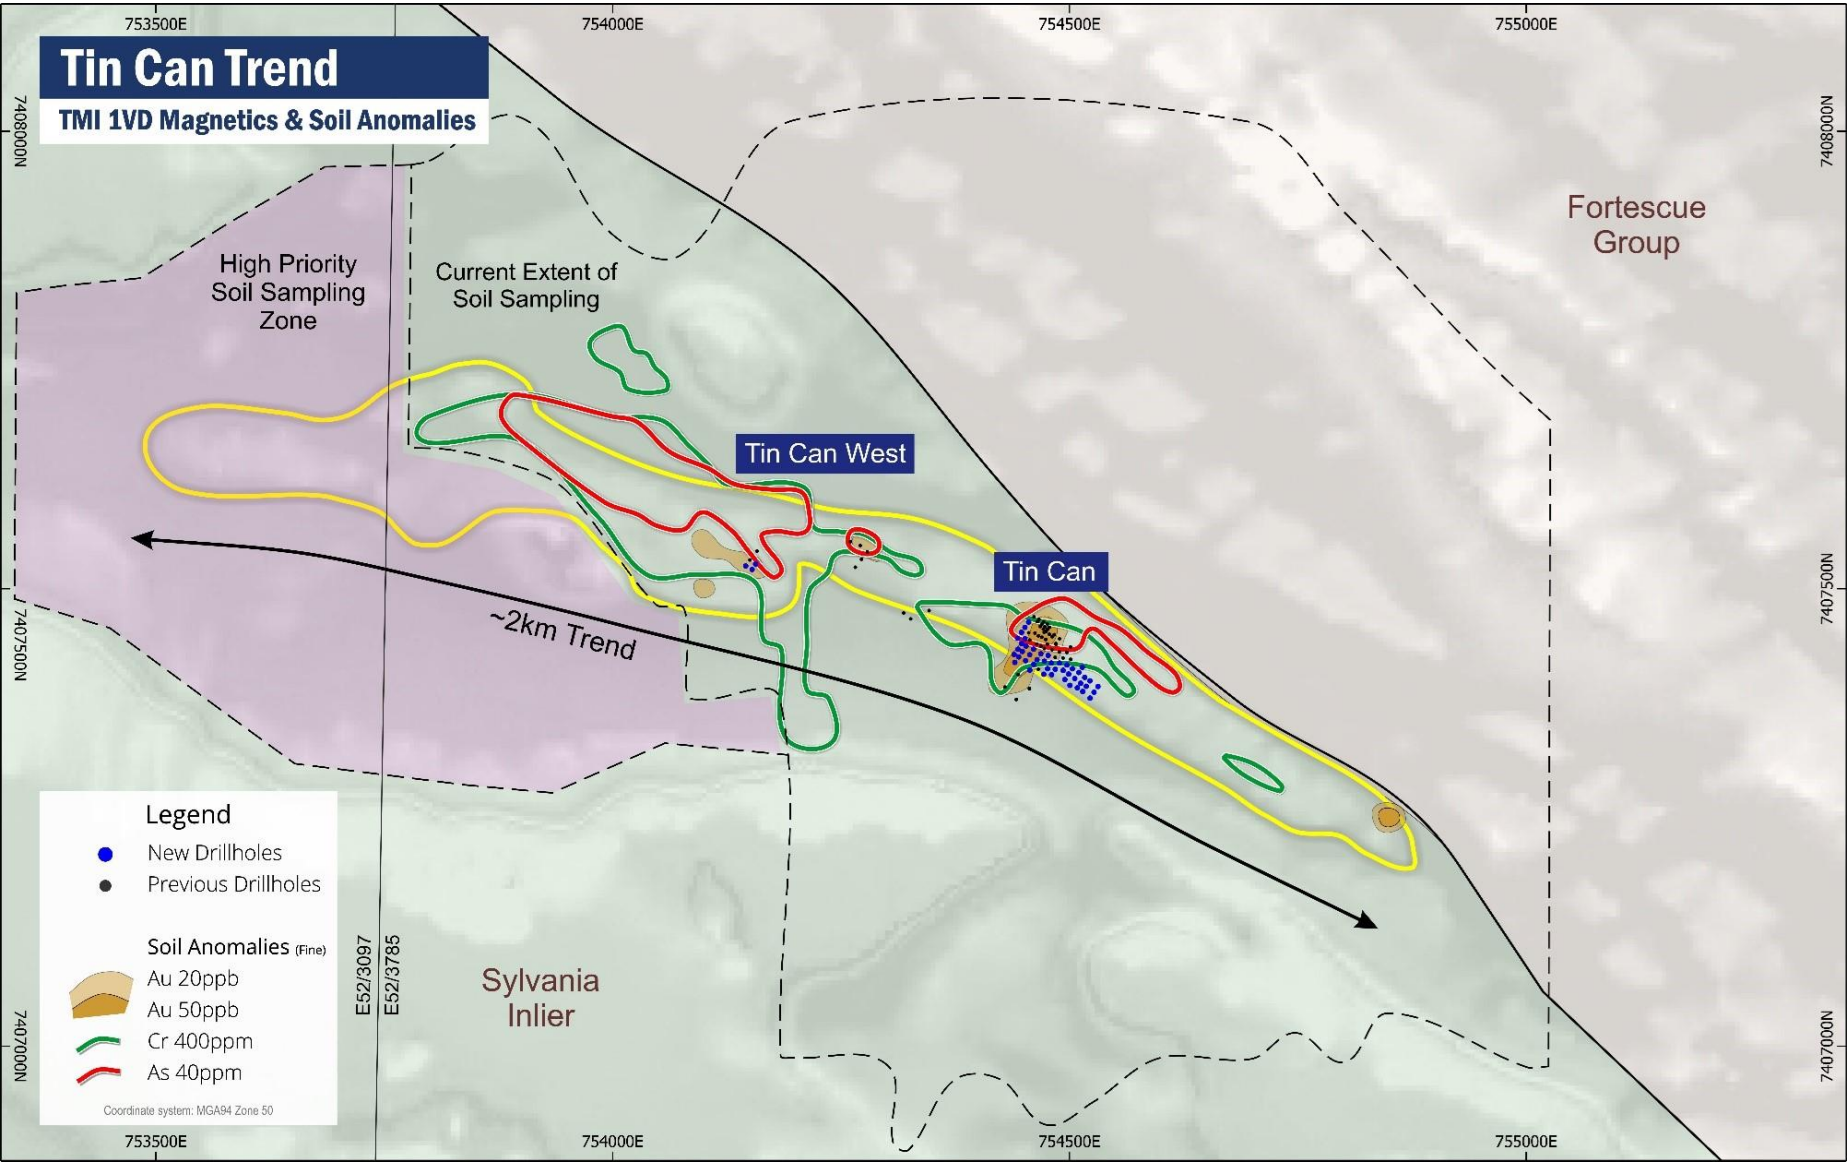 753500E
754000E
754500E
755000E
Tin Can Trend
TMI 1VD Magnetics & Soil Anomalies
7408000N
7408000N
Fortescue
Group
High Priority
Soil Sampling
Zone
Current Extent of
Soil Sampling
Tin Can West
Tin Can
7407500N
7407500N
~2km Trend
Legend
New Drillholes
Previous Drillholes
Soil Anomalies (Fine)
Au 20ppb
Au 50ppb
Cr 400ppm
As 40ppm
Coordinate system: MGA94 Zone 50
E52/3097
E52/3785
Sylvania
Inlier
7407000N
7407000N
753500E
754000E
754500E
755000E